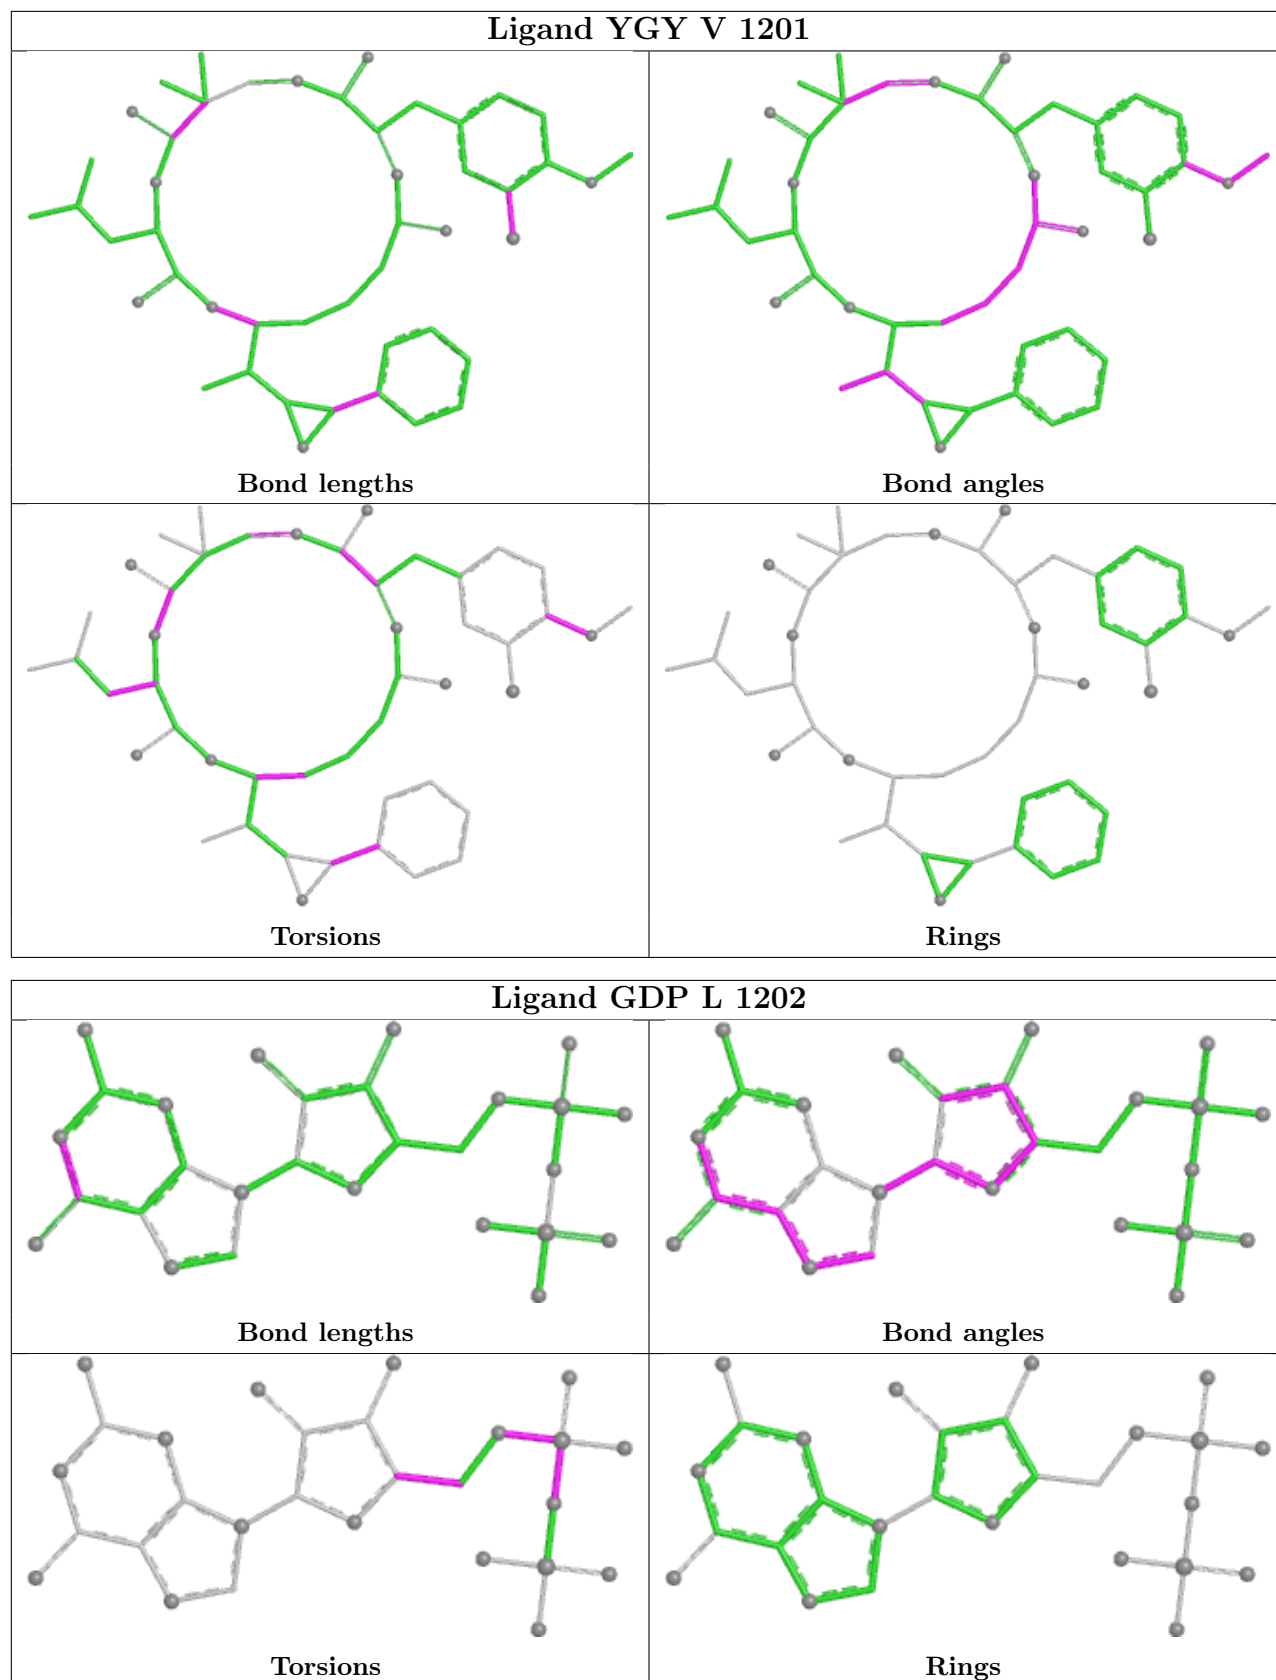 Ligand YGY V 1201
Bond lengths
Bond angles
Torsions
Rings
Ligand GDP L 1202
Bond lengths
Bond angles
Torsions
Rings